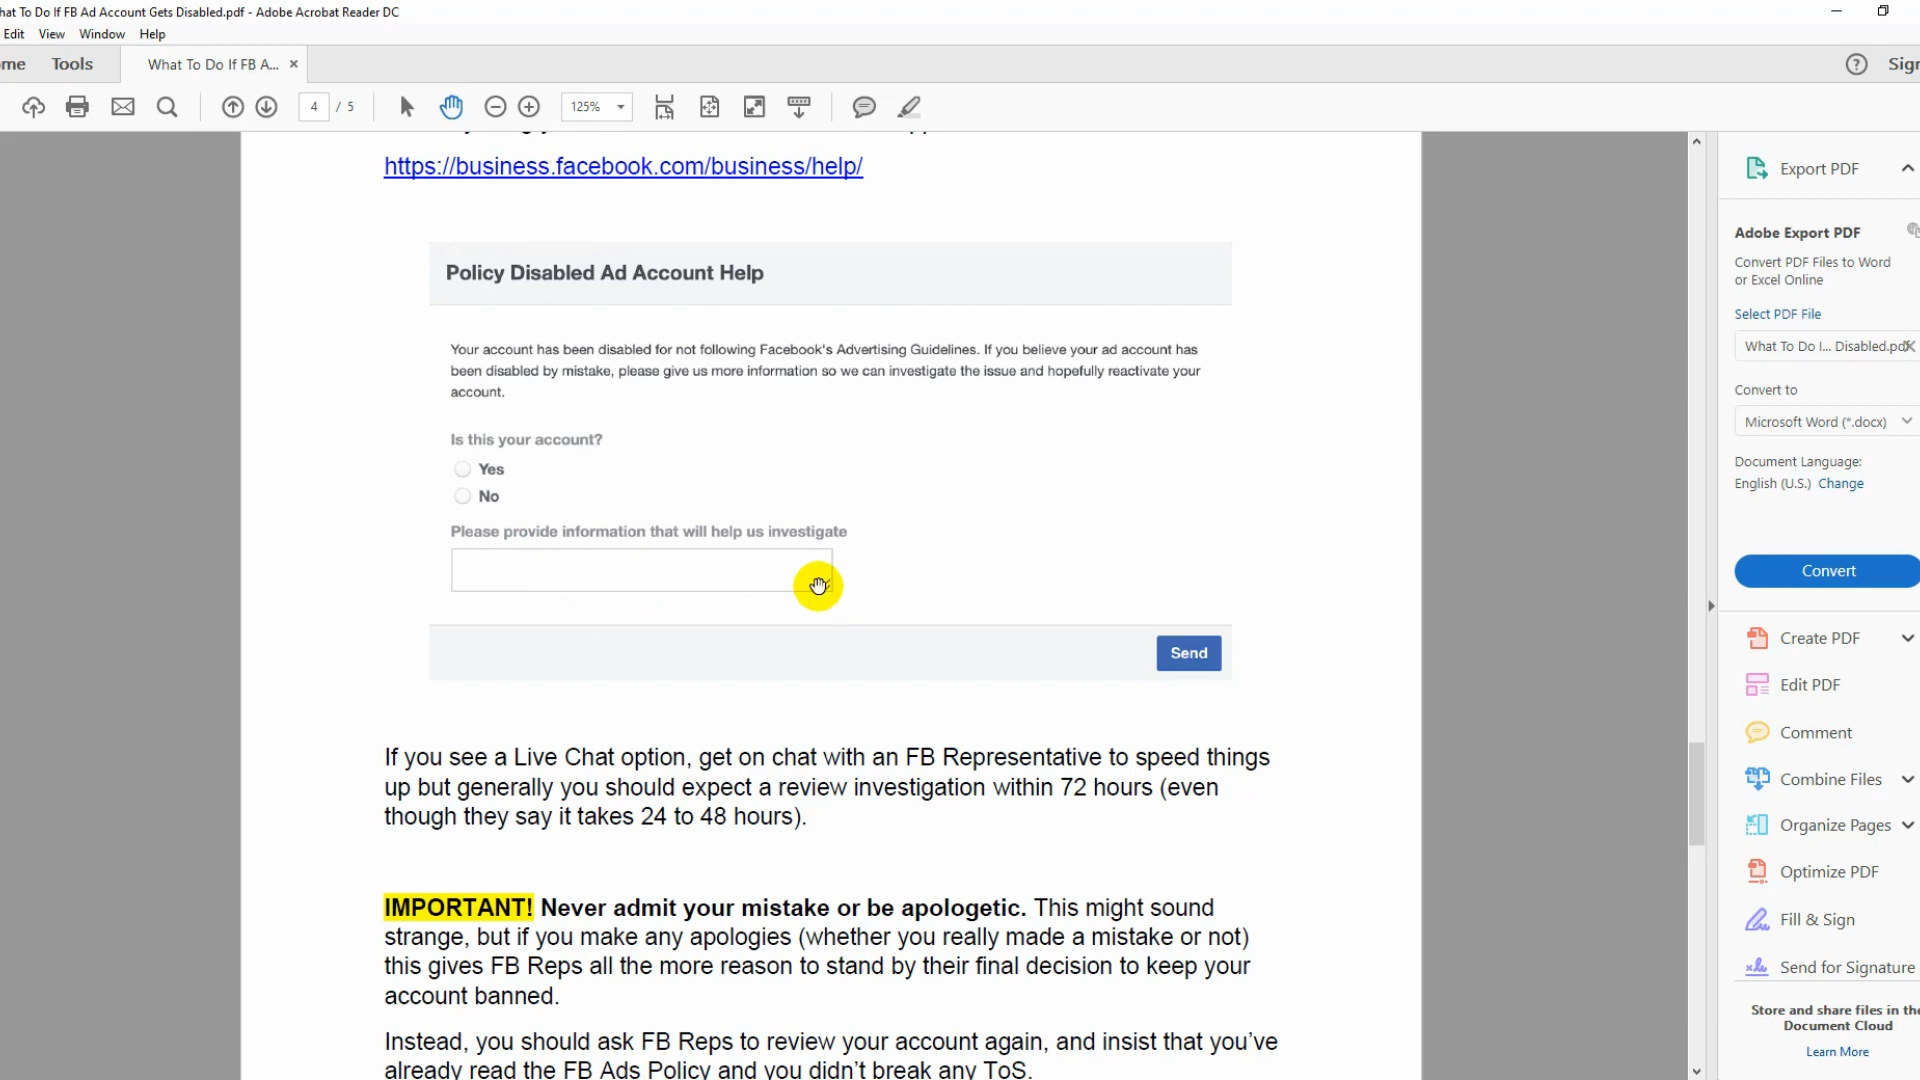 hat To Do If FB Ad Account Gets Disabled.pdf - Adobe Acrobat Reader DC
Edit View Window Help
me Tools What To Do If FB A... ×
Sign
4 / 5 125%
https://business.facebook.com/business/help/
Policy Disabled Ad Account Help
Your account has been disabled for not following Facebook's Advertising Guidelines. If you believe your ad account has
been disabled by mistake, please give us more information so we can investigate the issue and hopefully reactivate your
account.
Is this your account?
Yes
No
Please provide information that will help us investigate
Send
If you see a Live Chat option, get on chat with an FB Representative to speed things
up but generally you should expect a review investigation within 72 hours (even
though they say it takes 24 to 48 hours).
IMPORTANT! Never admit your mistake or be apologetic. This might sound
strange, but if you make any apologies (whether you really made a mistake or not)
this gives FB Reps all the more reason to stand by their final decision to keep your
account banned.
Instead, you should ask FB Reps to review your account again, and insist that you've
already read the FB Ads Policy and you didn't break any ToS.
Export PDF
Adobe Export PDF
Convert PDF Files to Word
or Excel Online
Select PDF File
What To Do I... Disabled.pdf
Convert to
Microsoft Word (*.docx)
Document Language:
English (U.S.) Change
Convert
Create PDF
Edit PDF
Comment
Combine Files
Organize Pages
Optimize PDF
Fill & Sign
Send for Signature
Store and share files in the
Document Cloud
Learn More